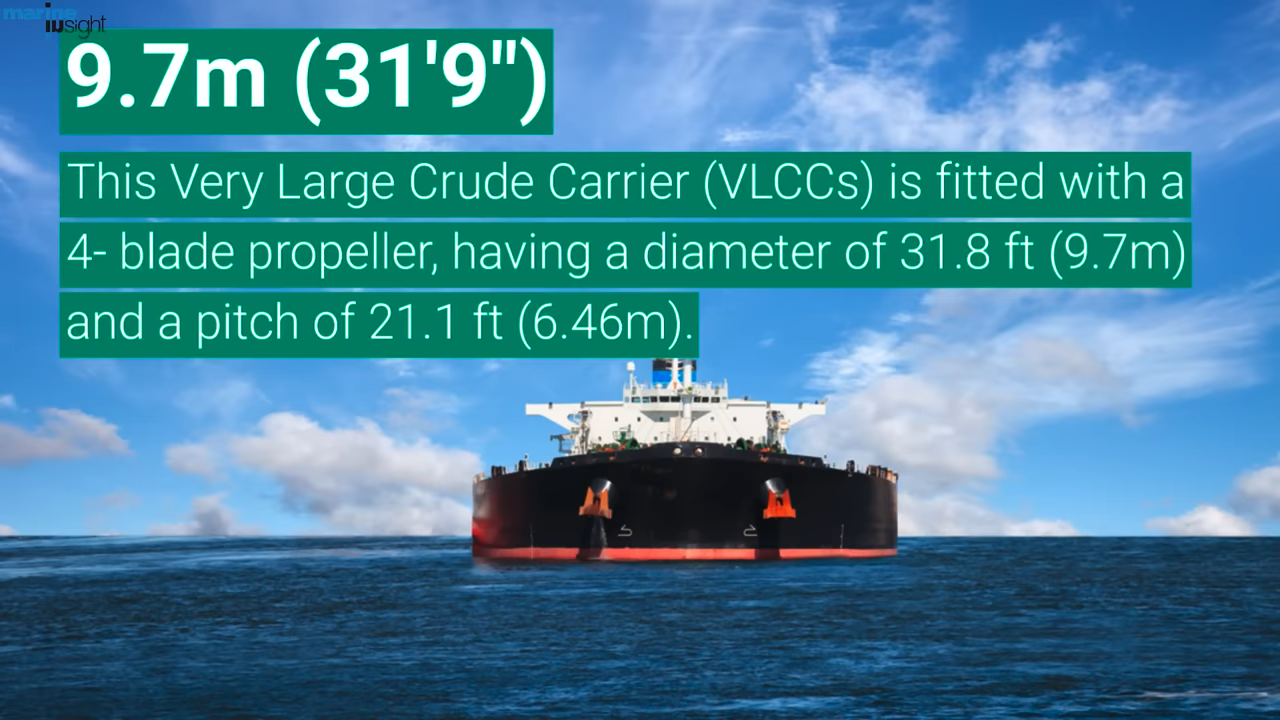 marine
insight
9.7m (31'9")
This Very Large Crude Carrier (VLCCs) is fitted with a
4- blade propeller, having a diameter of 31.8 ft (9.7m)
and a pitch of 21.1 ft (6.46m).